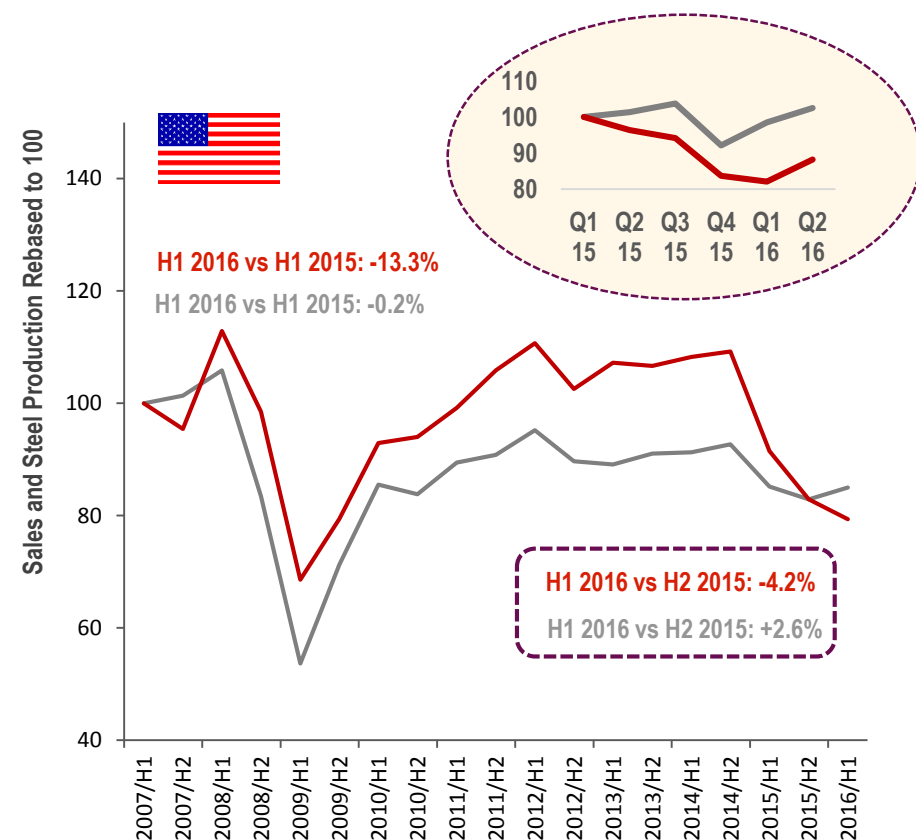 Sales and Steel Production Rebased to 100
110
100
90
80
Q1 Q2 Q3 Q4 Q1 Q2
15 15 15 15 16 16
H1 2016 vs H1 2015: -13.3%
H1 2016 vs H1 2015: -0.2%
140
120
100
80
60
40
H1 2016 vs H2 2015: -4.2%
H1 2016 vs H2 2015: +2.6%
2007/H1
2007/H2
2008/H1
2008/H2
2009/H1
2009/H2
2010/H1
2010/H2
2011/H1
2011/H2
2012/H1
2012/H2
2013/H1
2013/H2
2014/H1
2014/H2
2015/H1
2015/H2
2016/H1